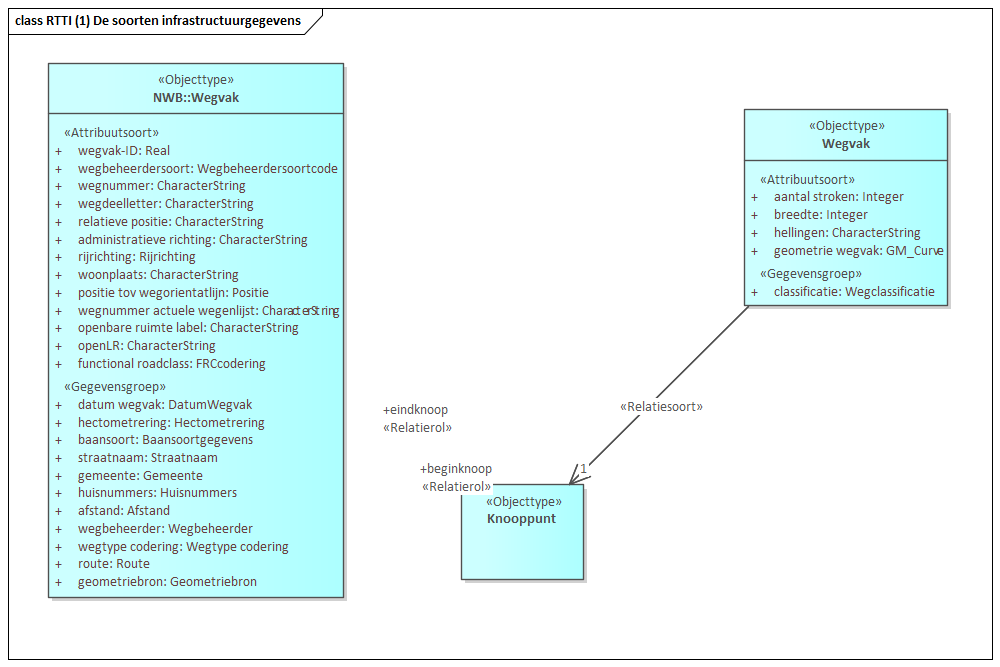 class RTTI (1) De soorten infrastructuurgegevens
«Objecttype»
NWB::Wegvak
«Attribuutsoort»
+ wegvak-ID: Real
+ wegbeheerdersoort: Wegbeheerdersoortcode
+ wegnummer: CharacterString
+ wegdeelletter: CharacterString
+ relatieve positie: CharacterString
+ administratieve richting: CharacterString
+ rijrichting: Rijrichting
+ woonplaats: CharacterString
+ positie tov wegorientatlijn: Positie
+ wegnummer actuele wegenlijst: CharacterString
+ openbare ruimte label: CharacterString
+ openLR: CharacterString
+ functional roadclass: FRCcodering
«Gegevensgroep»
+ datum wegvak: DatumWegvak
+ hectometrering: Hectometrering
+ baansoort: Baansoortgegevens
+ straatnaam: Straatnaam
+ gemeente: Gemeente
+ huisnummers: Huisnummers
+ afstand: Afstand
+ wegbeheerder: Wegbeheerder
+ wegtype codering: Wegtype codering
+ route: Route
+ geometriebron: Geometriebron
«Objecttype»
Wegvak
«Attribuutsoort»
+ aantal stroken: Integer
+ breedte: Integer
+ hellingen: CharacterString
+ geometrie wegvak: GM_Curve
«Gegevensgroep»
+ classificatie: Wegclassificatie
«Relatiesoort»
+eindknoop
«Relatierol»
+beginknoop
«Relatierol»
1
«Objecttype»
Knooppunt